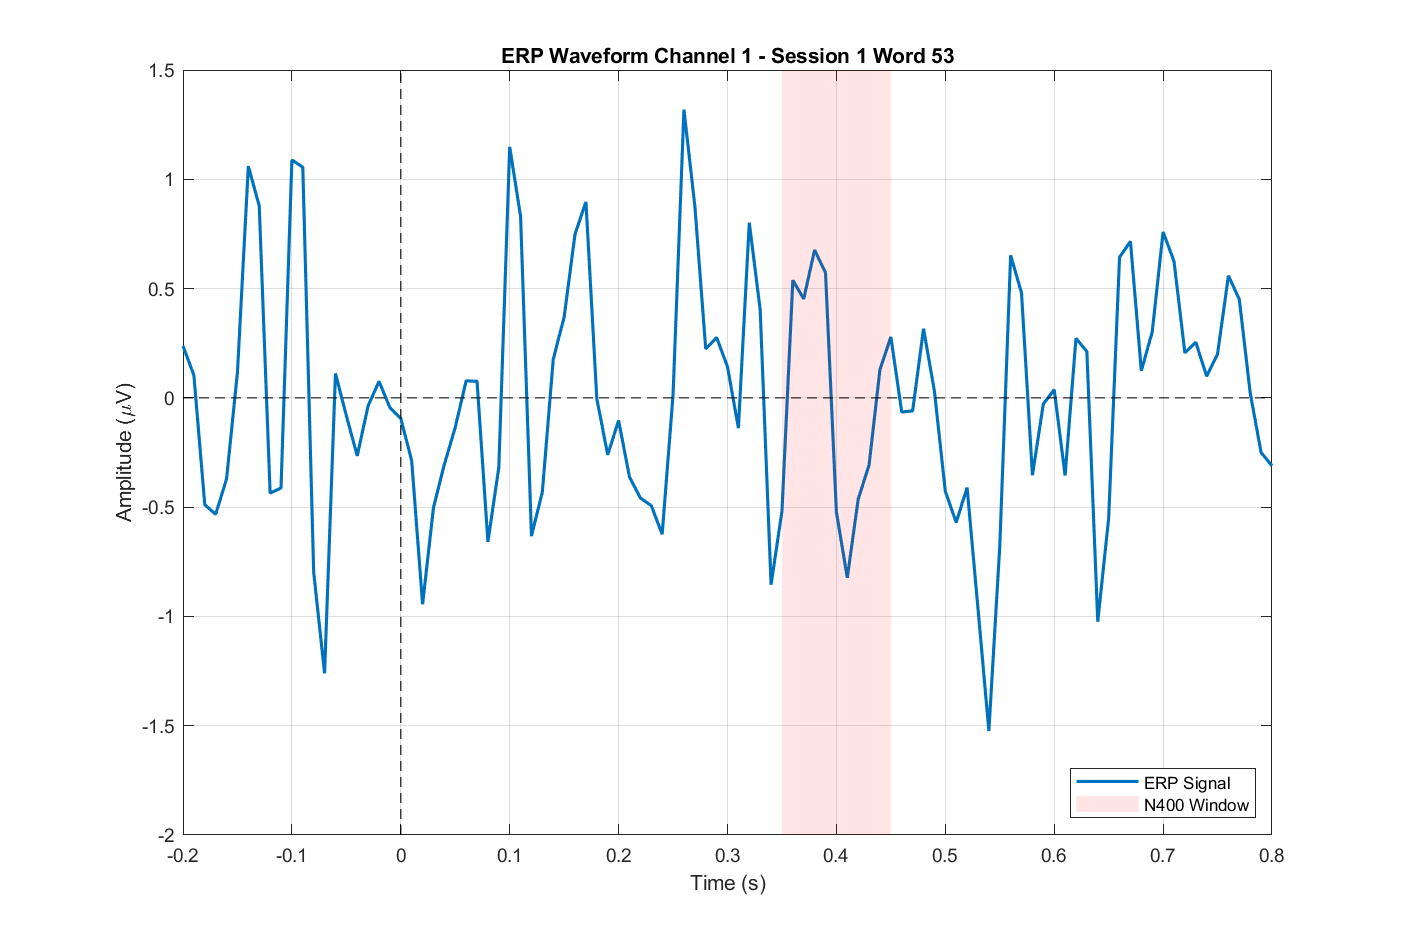 ERP Waveform Channel 1 - Session 1 Word 53
1.5
1
0.5
0
-0.5
-1
-1.5
-2
Amplitude (μV)
-0.2 -0.1 0 0.1 0.2 0.3 0.4 0.5 0.6 0.7 0.8
Time (s)
ERP Signal
N400 Window